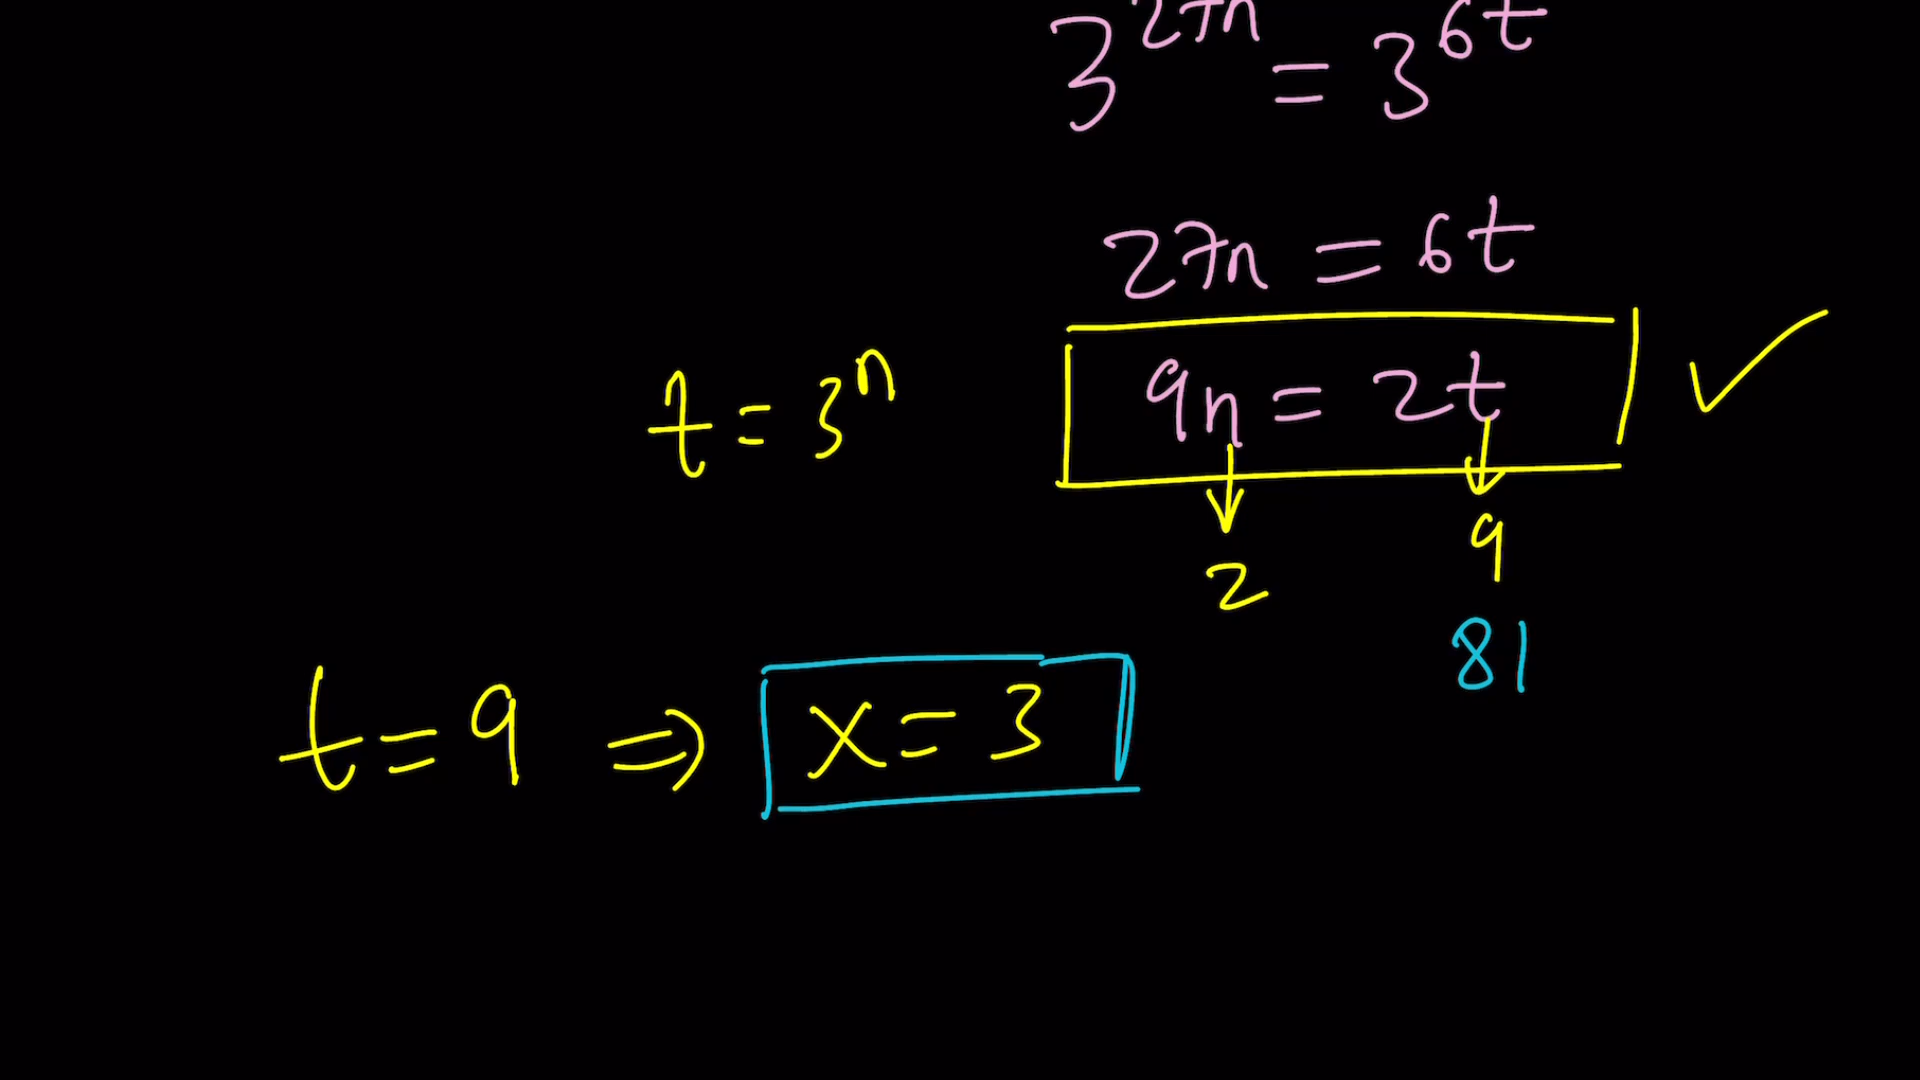 3^{27n} = 3^{6t}
27n = 6t
t = 3^n
9n = 2t
2
9
81
t = 9 ⇒ x = 3